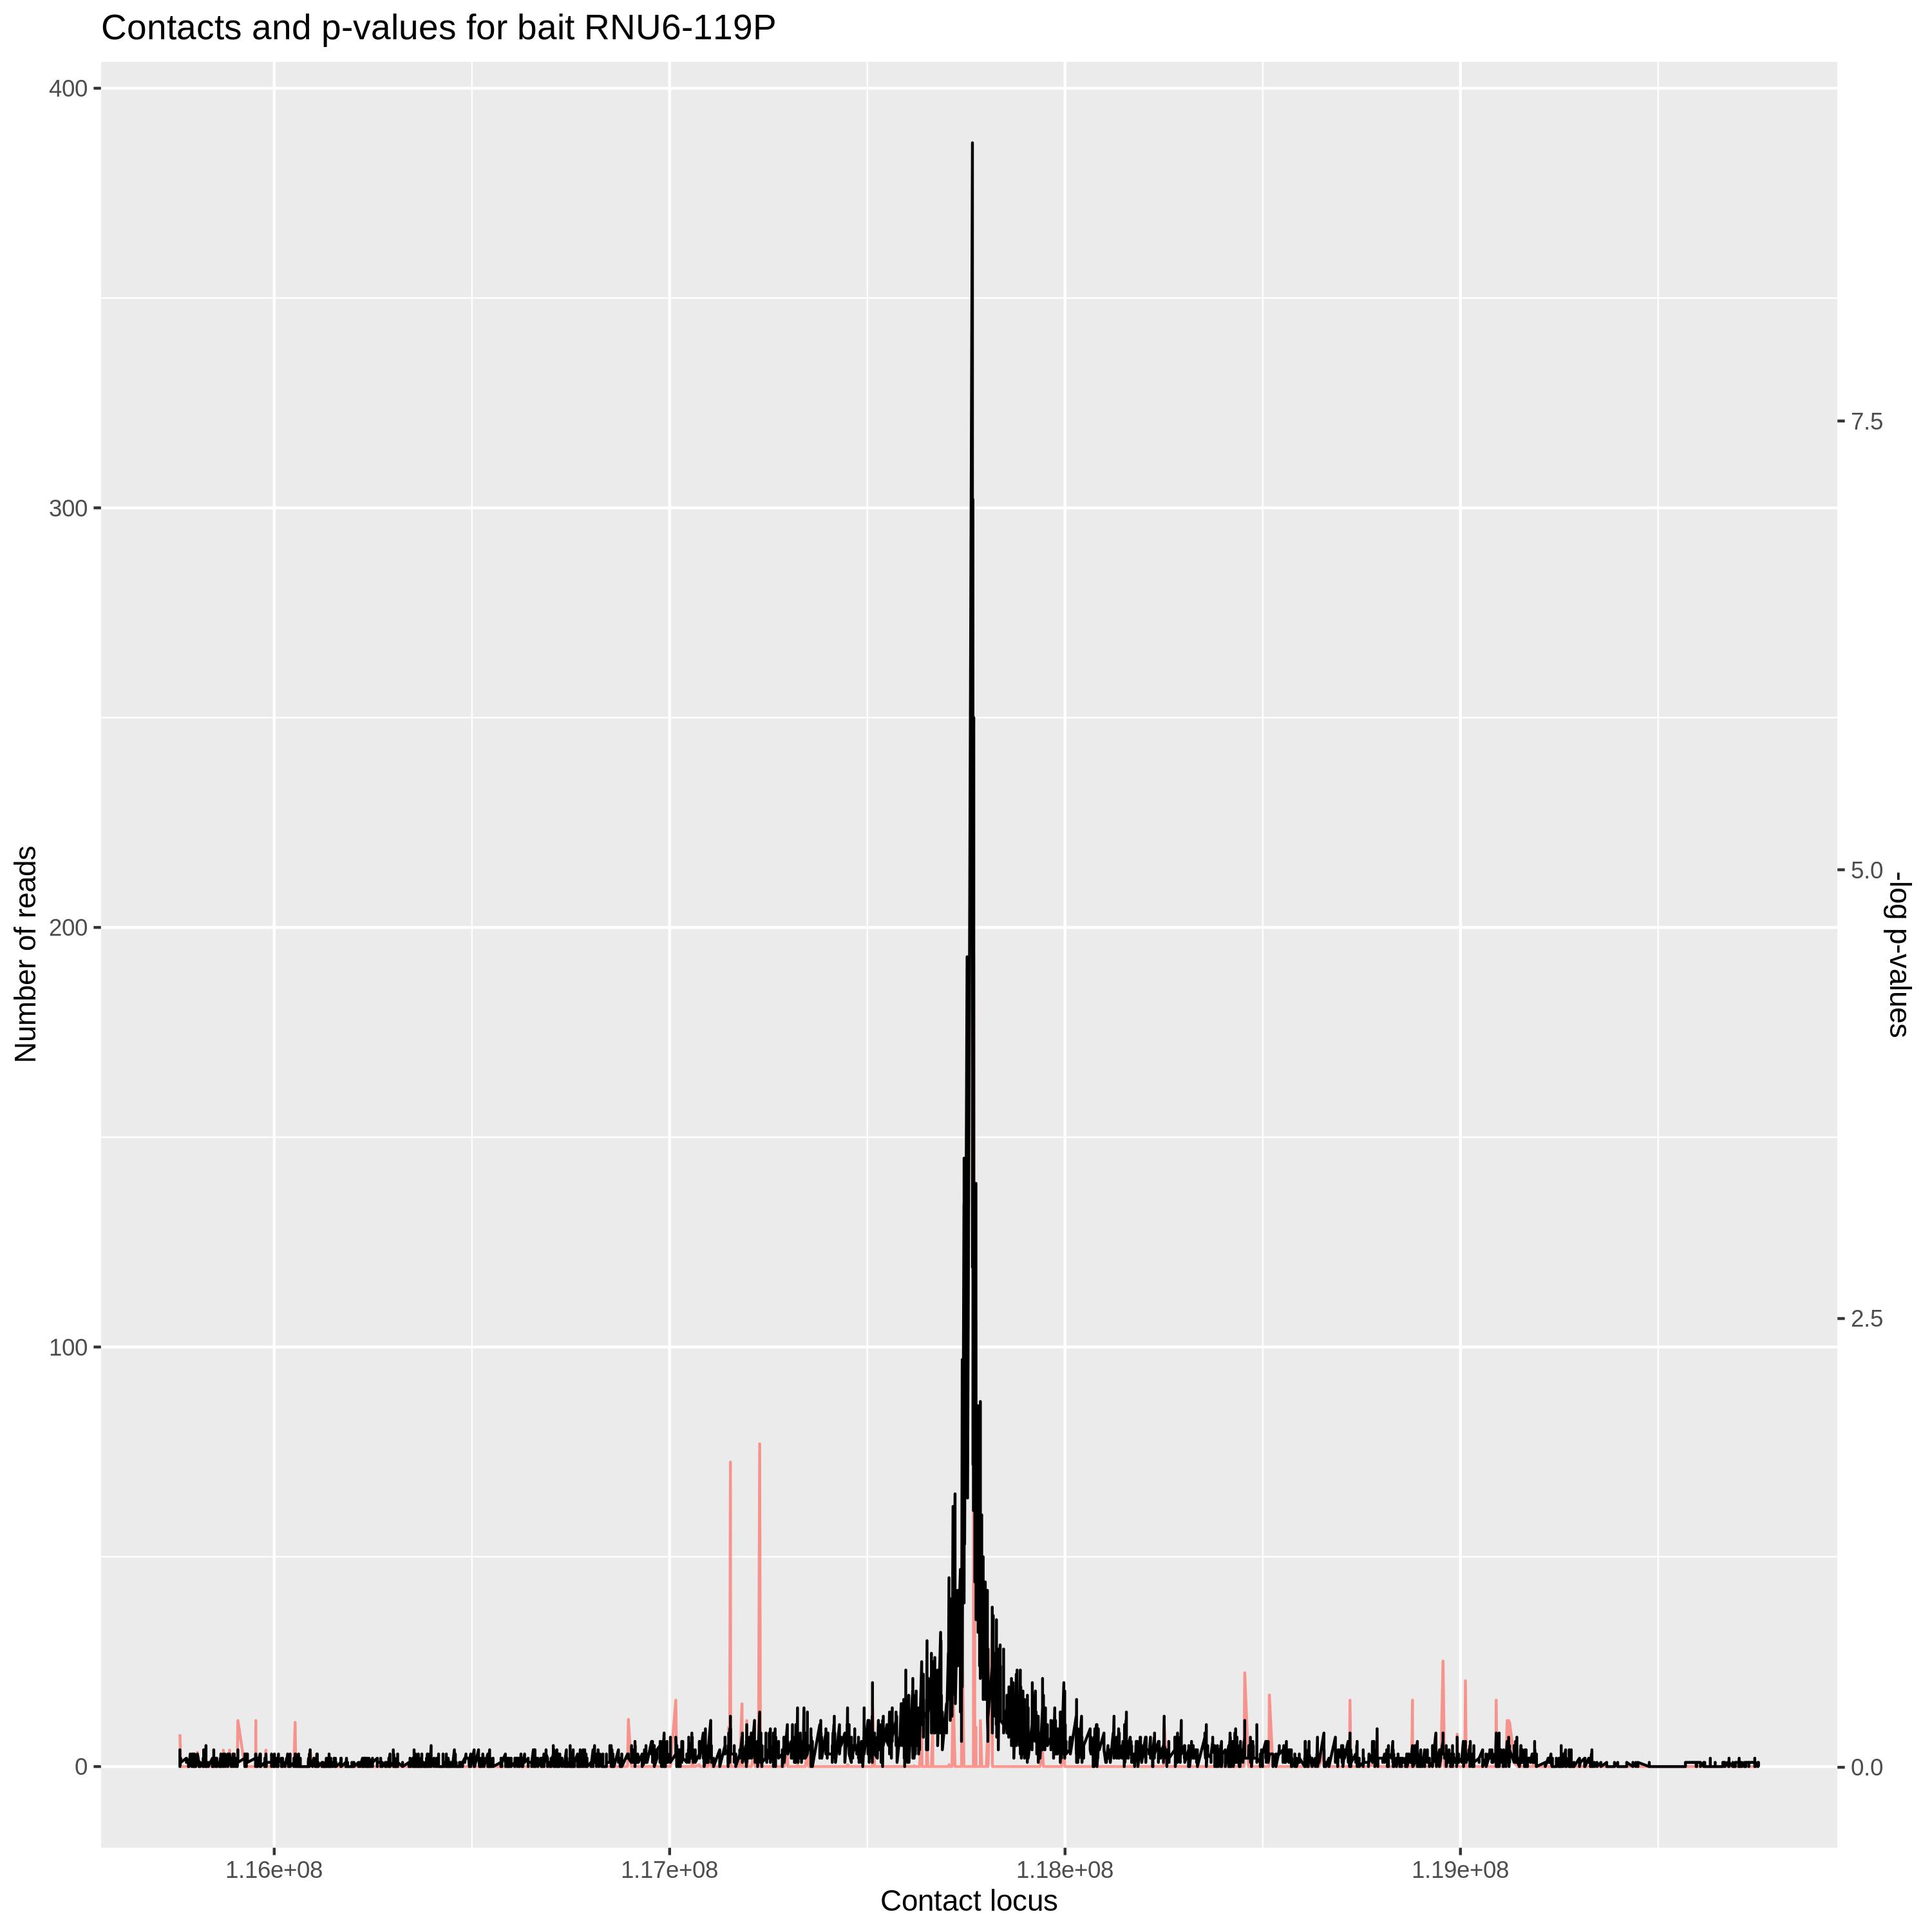 Contacts and p-values for bait RNU6-119P
400
300
200
100
0
Number of reads
7.5
5.0
2.5
0.0
-log p-values
1.16e+08
1.17e+08
1.18e+08
1.19e+08
Contact locus